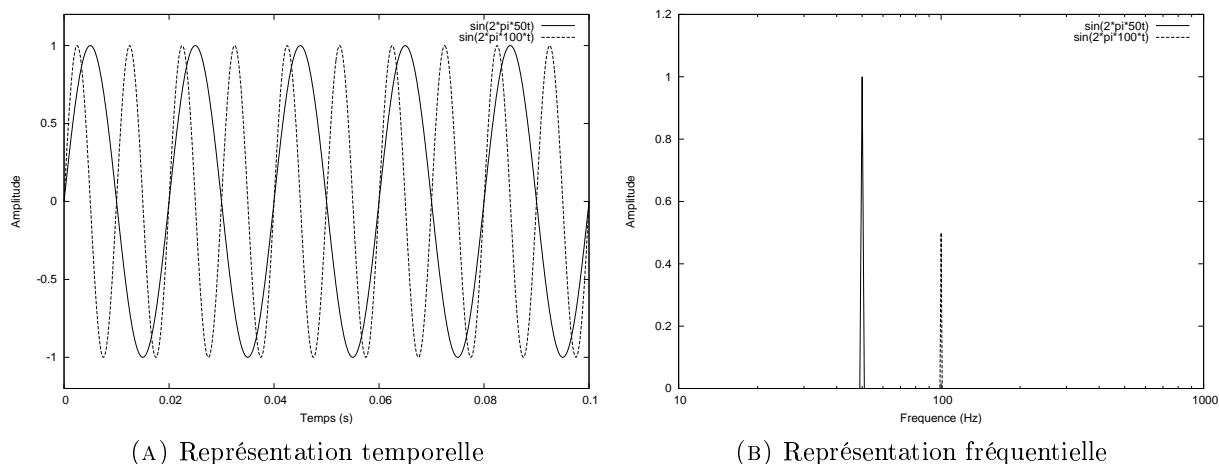 sin(2*pi*50t)
sin(2*pi*100*t)
1
0.5
0
-0.5
-1
Amplitude
0 0.02 0.04 0.06 0.08 0.1
Temps (s)
(A) Représentation temporelle
sin(2*pi*50t)
sin(2*pi*100*t)
1.2
1
0.8
0.6
0.4
0.2
0
Amplitude
10 100 1000
Frequence (Hz)
(B) Représentation fréquentielle